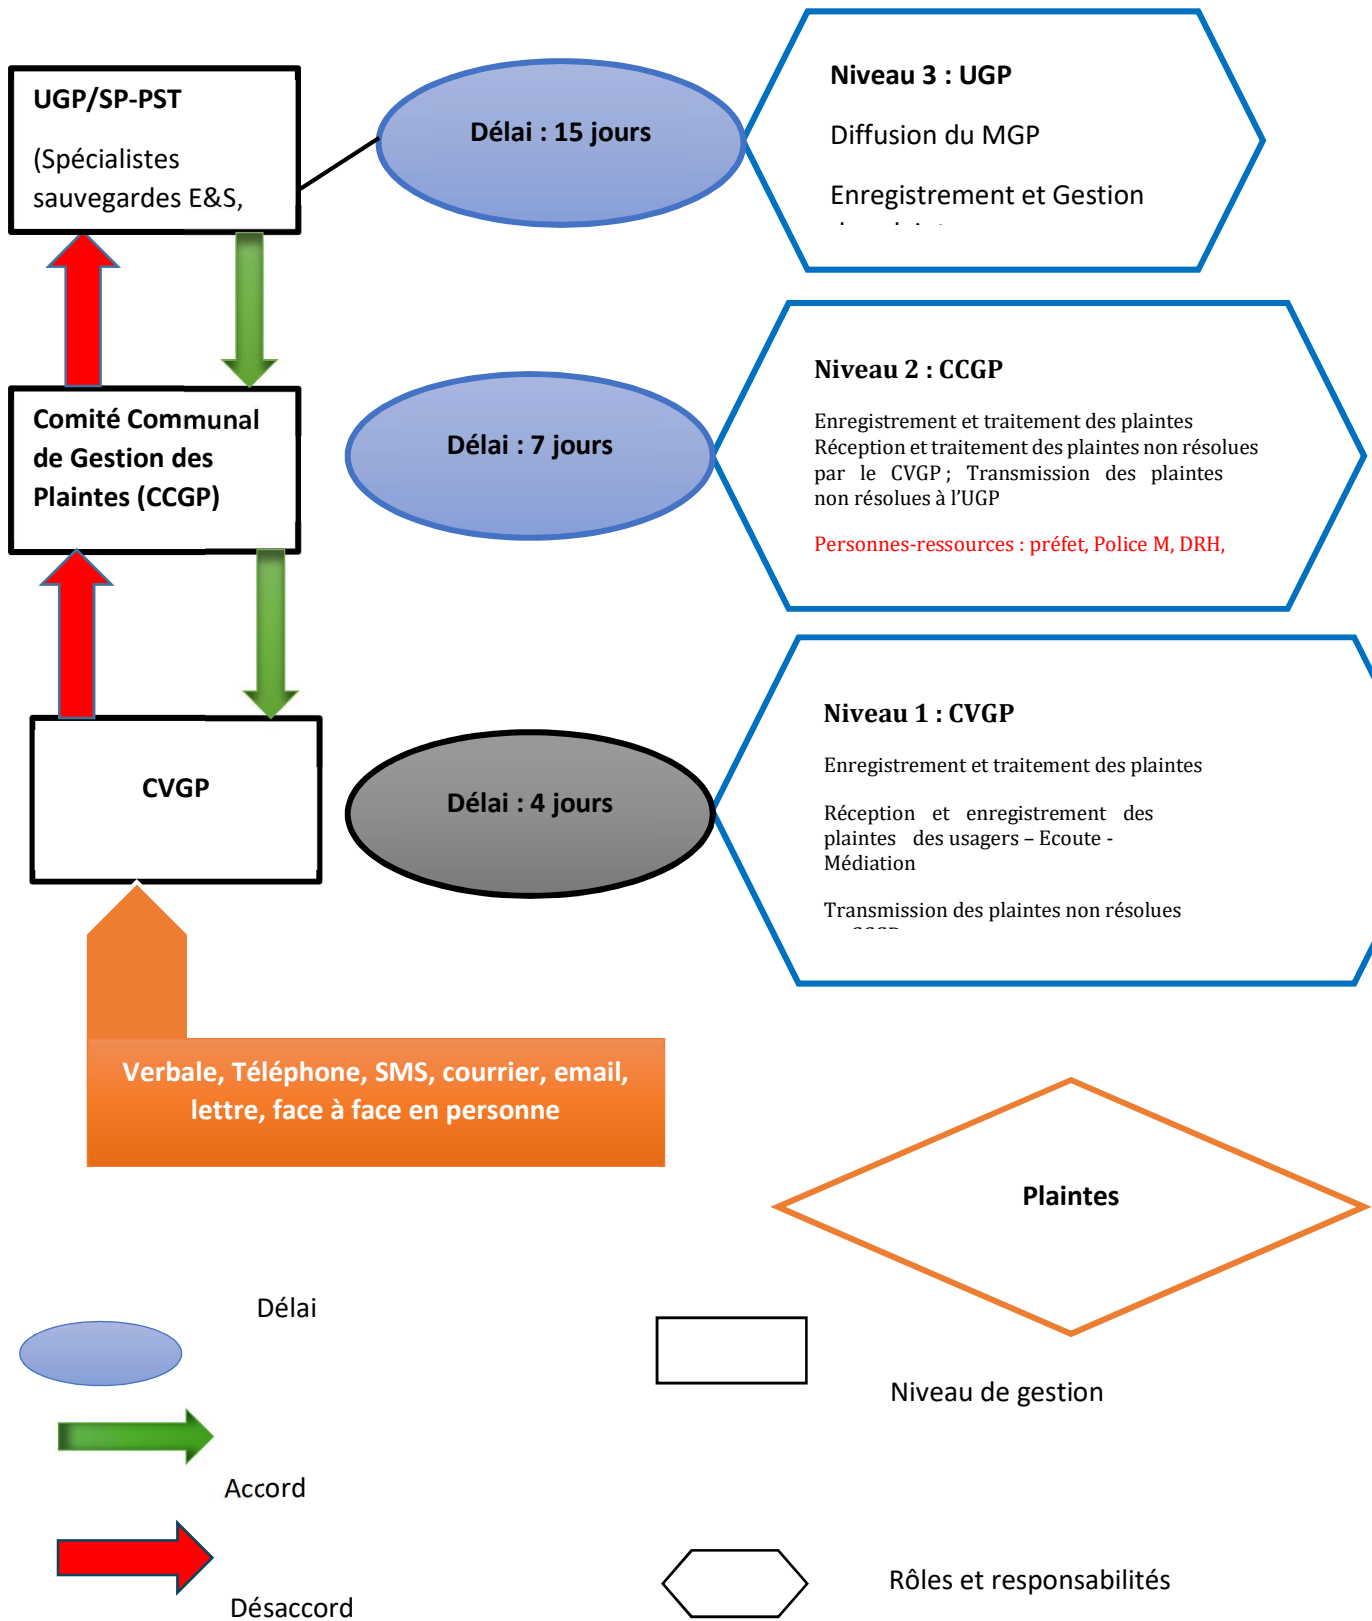 UGP/SP-PST
(Spécialistes
sauvegardes E&S,
Délai : 15 jours
Niveau 3 : UGP
Diffusion du MGP
Enregistrement et Gestion
Comité Communal
de Gestion des
Plaintes (CCGP)
Délai : 7 jours
Niveau 2 : CCGP
Enregistrement et traitement des plaintes
Réception et traitement des plaintes non résolues
par le CVGP ; Transmission des plaintes
non résolues à l’UGP
Personnes-ressources : préfet, Police M, DRH,
CVGP
Délai : 4 jours
Niveau 1 : CVGP
Enregistrement et traitement des plaintes
Réception et enregistrement des
plaintes des usagers – Ecoute -
Médiation
Transmission des plaintes non résolues
Verbale, Téléphone, SMS, courrier, email,
lettre, face à face en personne
Plaintes
Délai
Niveau de gestion
Accord
Rôles et responsabilités
Désaccord